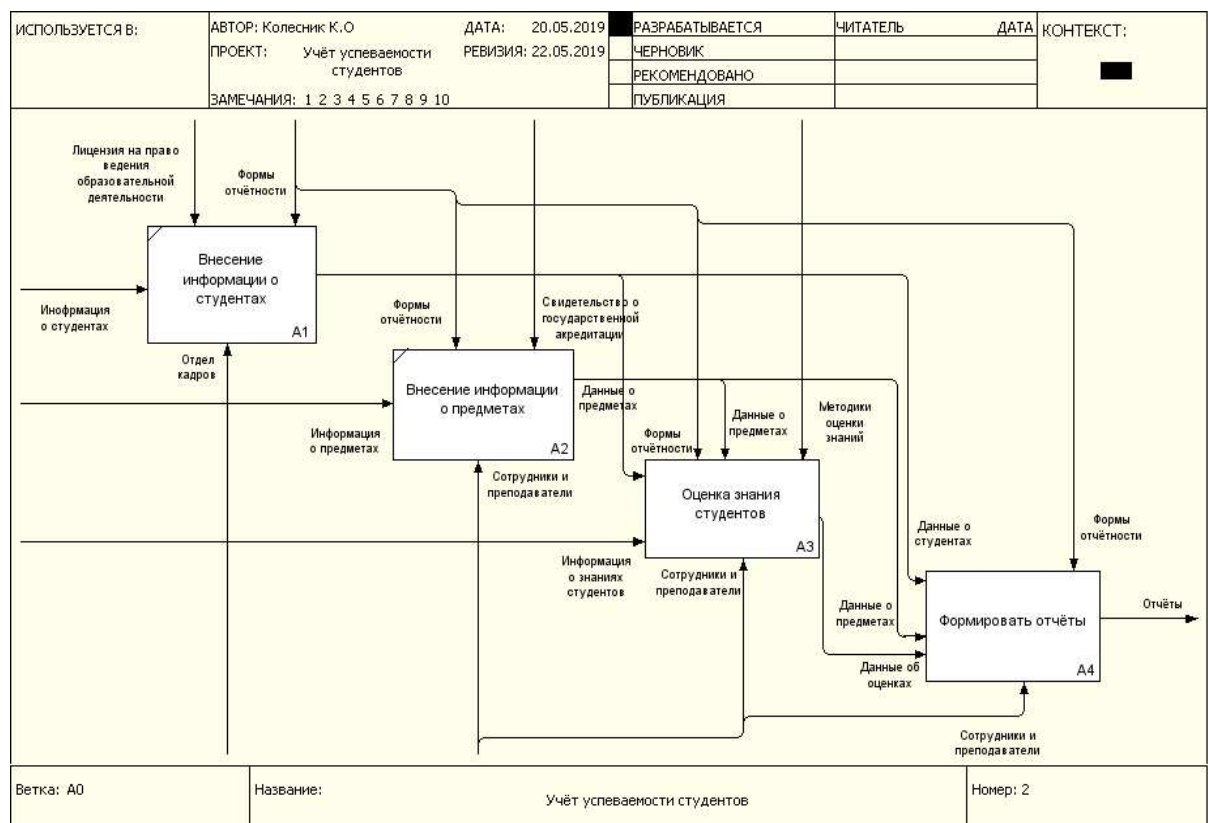 ИСПОЛЬЗУЕТСЯ В:
АВТОР: Колесник К.О
ДАТА: 20.05.2019
РАЗРАБАТЫВАЕТСЯ
ЧИТАТЕЛЬ
ДАТА
КОНТЕКСТ:
ПРОЕКТ: Учёт успеваемости
студентов
РЕВИЗИЯ: 22.05.2019
ЧЕРНОВИК
РЕКОМЕНДОВАНО
ЗАМЕЧАНИЯ: 1 2 3 4 5 6 7 8 9 10
ПУБЛИКАЦИЯ
Лицензия на право
ведения
образовательной
деятельности
Формы
отчётности
Внесение
информации о
студентах
A1
Инофрмация
о студентах
Отдел
кадров
Формы
отчётности
Свидетельство о
государственной
акредитации
Внесение информации
о предметах
A2
Данные о
предметах
Информация
о предметах
Сотрудники и
преподаватели
Формы
отчётности
Данные о
предметах
Методики
оценки
знаний
Оценка знания
студентов
A3
Информация
о знаниях
студентов
Сотрудники и
преподаватели
Данные о
студентах
Формы
отчётности
Данные о
предметах
Формировать отчёты
A4
Отчёты
Данные об
оценках
Сотрудники и
преподаватели
Ветка: A0
Название:
Учёт успеваемости студентов
Номер: 2